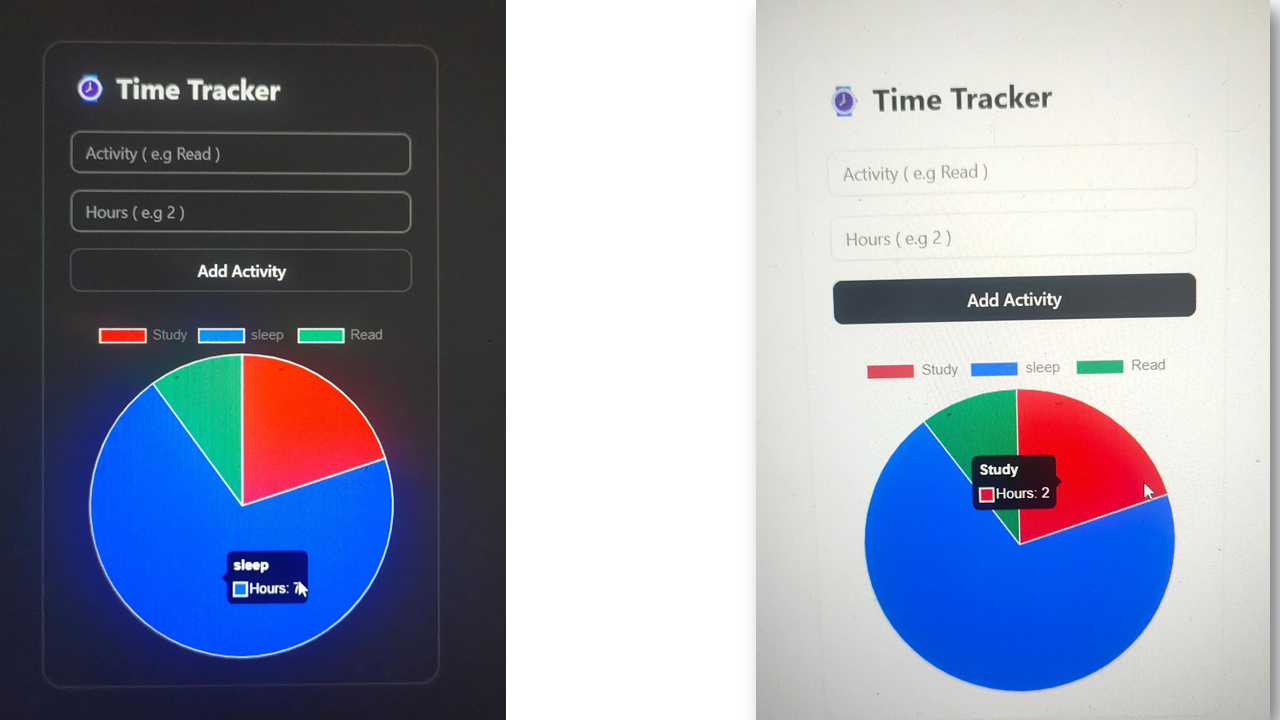 Time Tracker
Activity ( e.g Read )
Hours ( e.g 2 )
Add Activity
Study sleep Read
sleep
Hours: 7
Time Tracker
Activity ( e.g Read )
Hours ( e.g 2 )
Add Activity
Study sleep Read
Study
Hours: 2